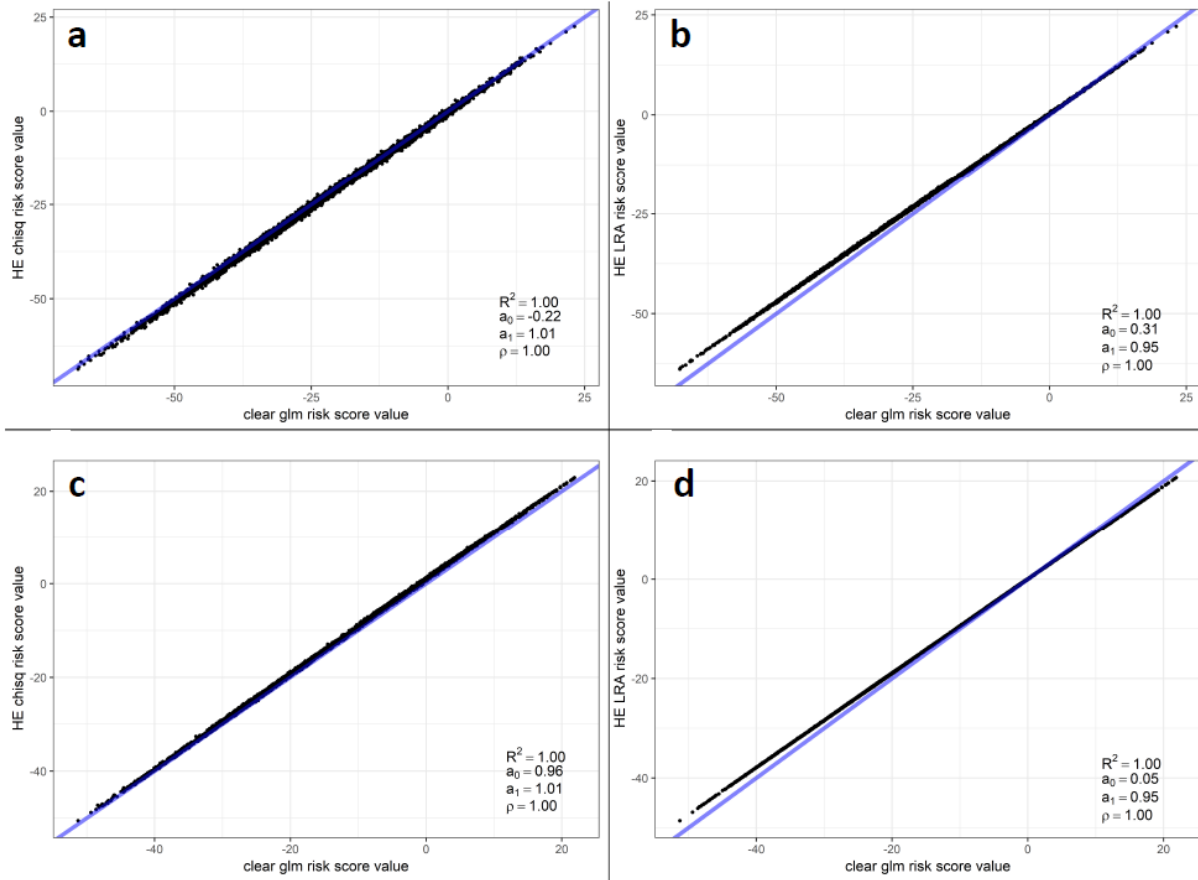 a
25
0
-25
-50
HE chisq risk score value
R² = 1.00
a₀ = -0.22
a₁ = 1.01
ρ = 1.00
-50 -25 0 25
clear glm risk score value
b
25
0
-25
-50
HE LRA risk score value
R² = 1.00
a₀ = 0.31
a₁ = 0.95
ρ = 1.00
-50 -25 0 25
clear glm risk score value
c
20
0
-20
-40
HE chisq risk score value
R² = 1.00
a₀ = 0.96
a₁ = 1.01
ρ = 1.00
-40 -20 0 20
clear glm risk score value
d
20
0
-20
-40
HE LRA risk score value
R² = 1.00
a₀ = 0.05
a₁ = 0.95
ρ = 1.00
-40 -20 0 20
clear glm risk score value